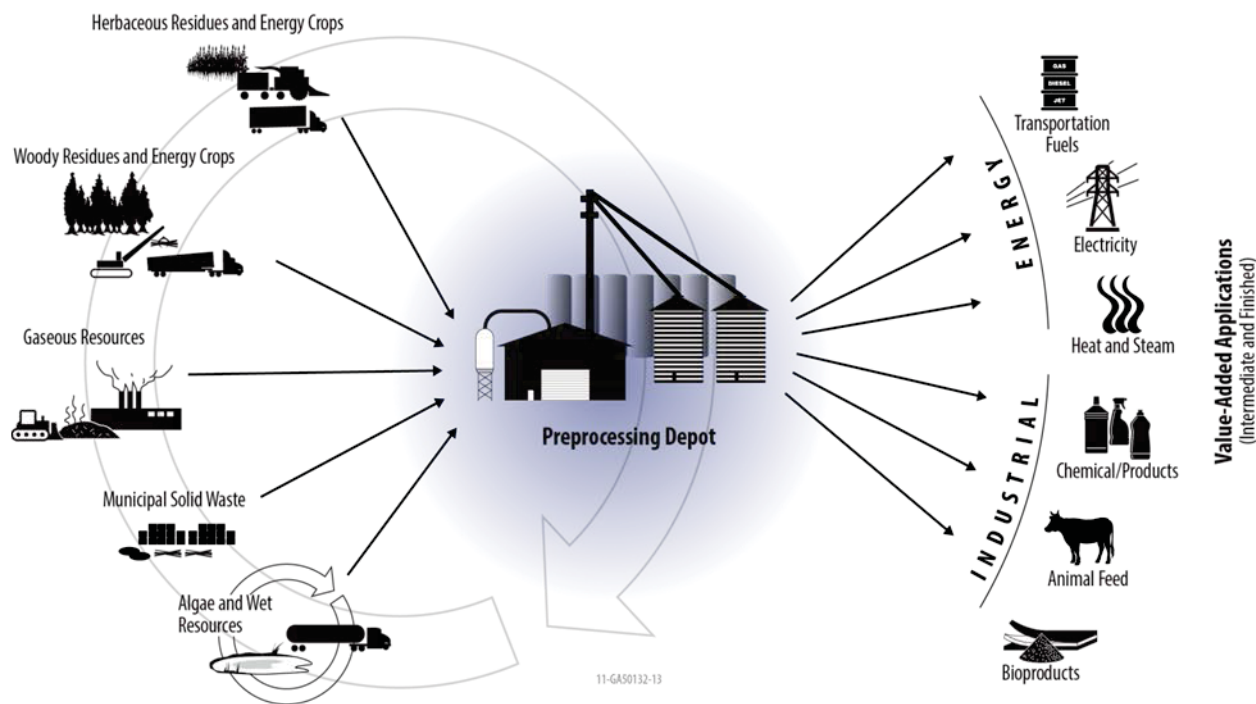 Herbaceous Residues and Energy Crops
Woody Residues and Energy Crops
Gaseous Resources
Municipal Solid Waste
Algae and Wet
Resources
Preprocessing Depot
11-GA50132-13
ENERGY
INDUSTRIAL
GAS
DIESEL
JET
Transportation
Fuels
Electricity
Heat and Steam
Chemical/Products
Animal Feed
Bioproducts
Value-Added Applications
(Intermediate and Finished)